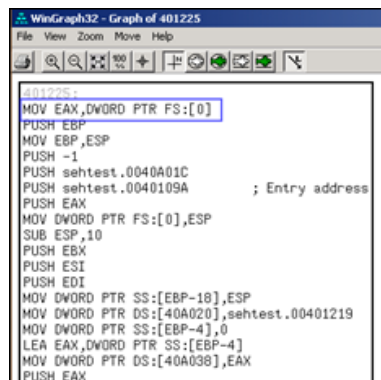 WinGraph32 - Graph of 401225
File View Zoom Move Help
100 %
401225:
MOV EAX,DWORD PTR FS:[0]
PUSH EBP
MOV EBP,ESP
PUSH -1
PUSH sehtest.0040A01C
PUSH sehtest.0040109A ; Entry address
PUSH EAX
MOV DWORD PTR FS:[0],ESP
SUB ESP,10
PUSH EBX
PUSH ESI
PUSH EDI
MOV DWORD PTR SS:[EBP-18],ESP
MOV DWORD PTR DS:[40A020],sehtest.00401219
MOV DWORD PTR SS:[EBP-4],0
LEA EAX,DWORD PTR SS:[EBP-4]
MOV DWORD PTR DS:[40A038],EAX
PUSH EAX